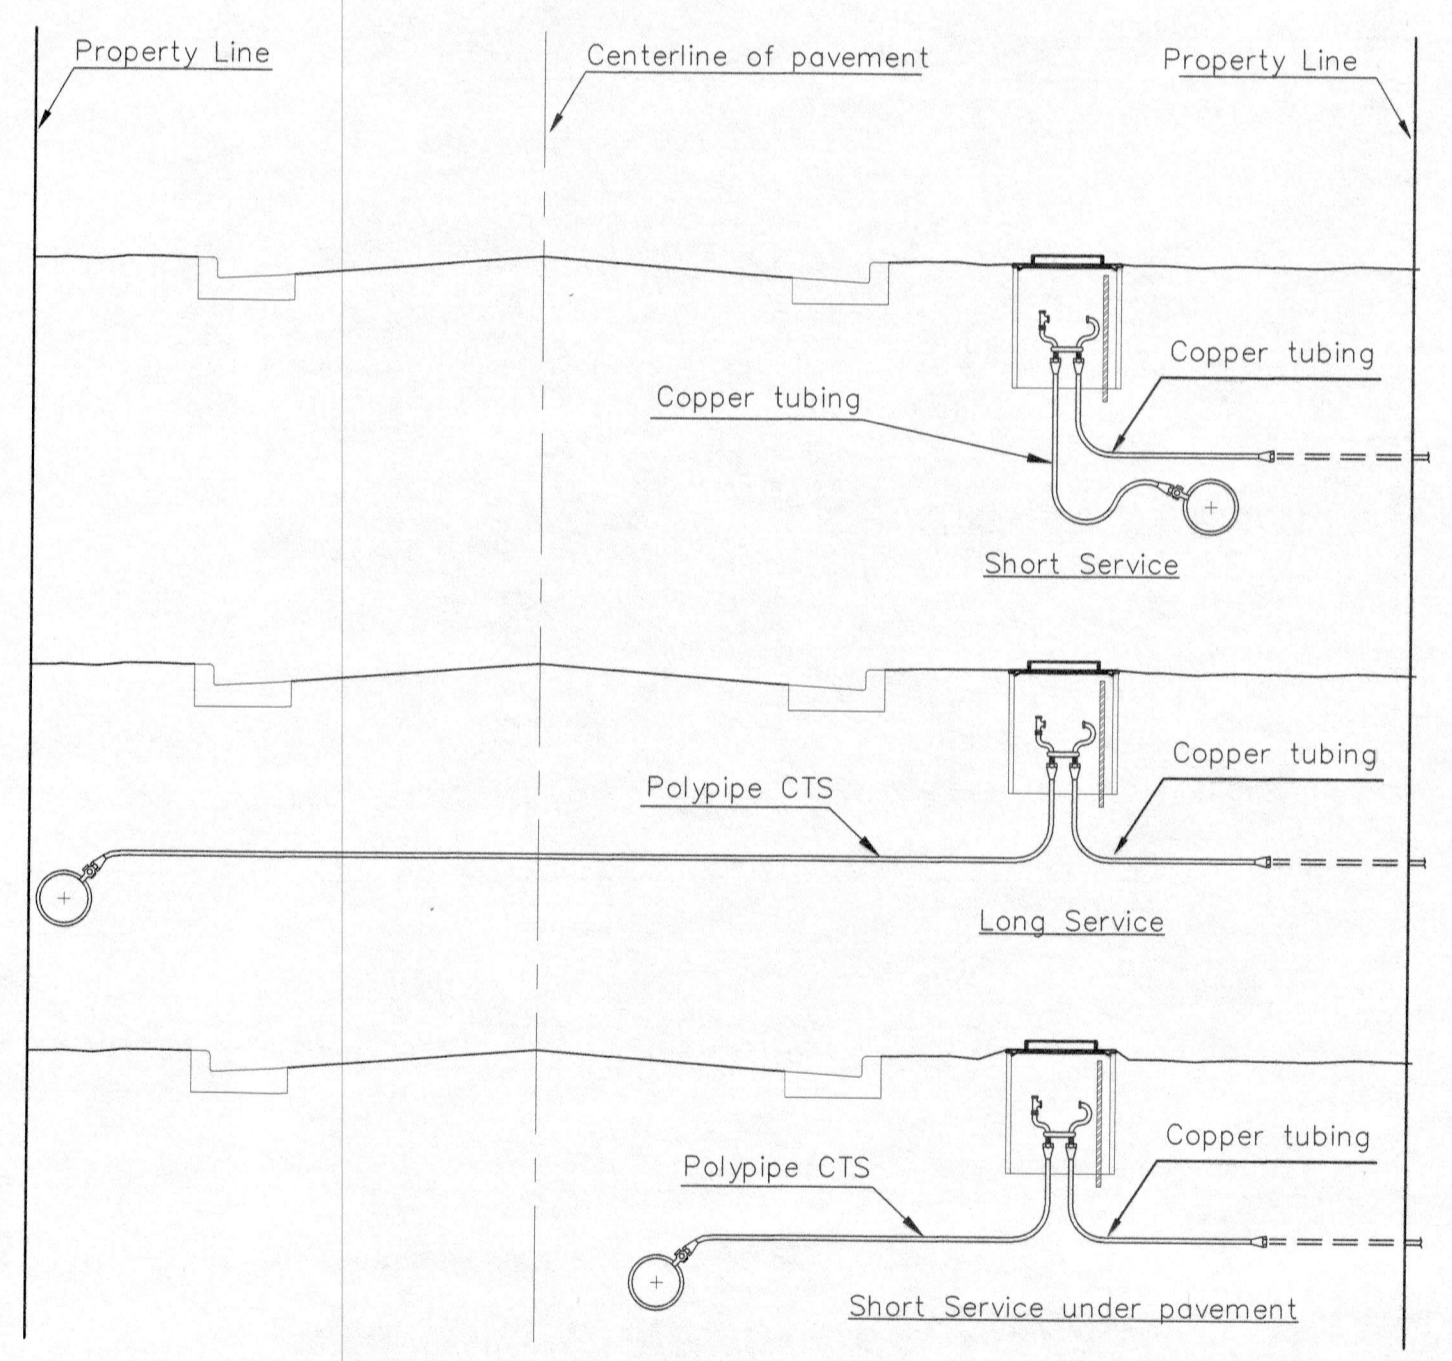 Property Line
Centerline of pavement
Property Line
Copper tubing
Copper tubing
Short Service
Copper tubing
Polypipe CTS
Long Service
Copper tubing
Polypipe CTS
Short Service under pavement